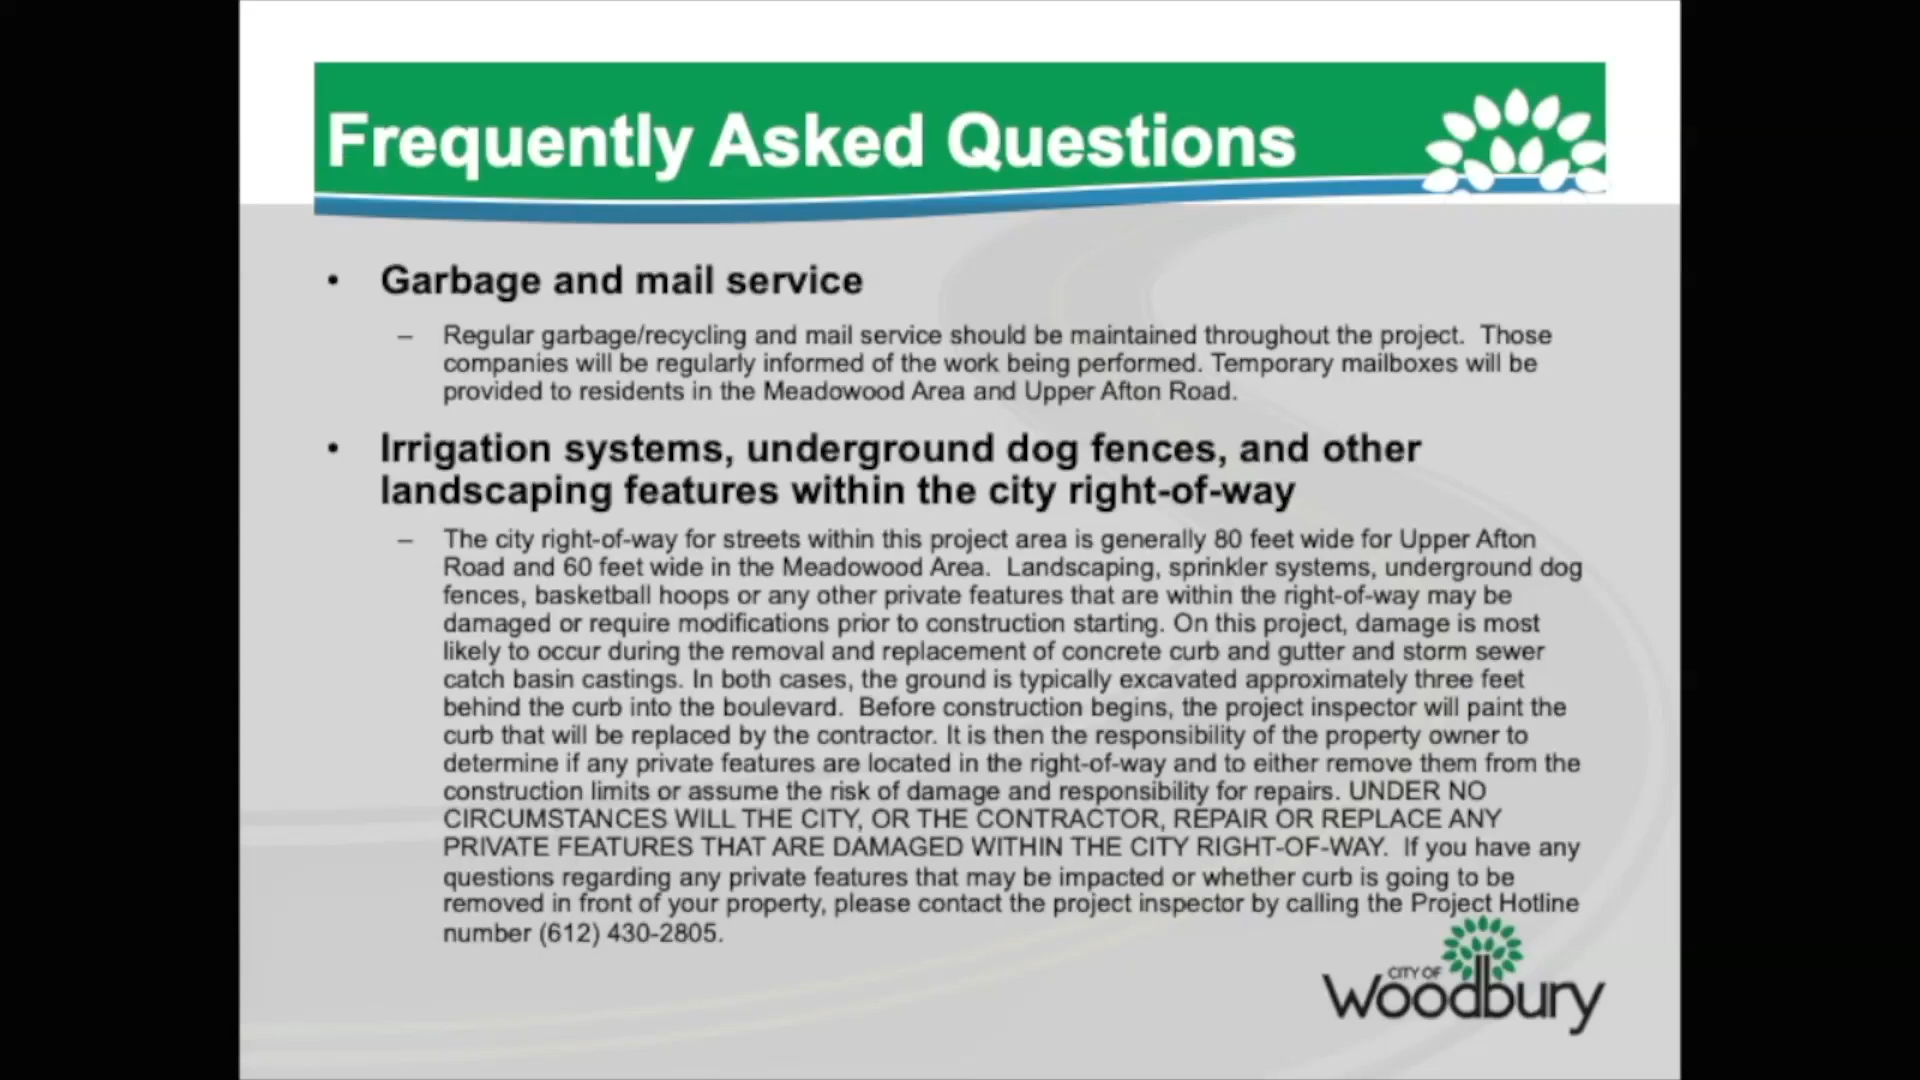 Frequently Asked Questions
• Garbage and mail service
– Regular garbage/recycling and mail service should be maintained throughout the project.  Those
companies will be regularly informed of the work being performed. Temporary mailboxes will be
provided to residents in the Meadowood Area and Upper Afton Road.
• Irrigation systems, underground dog fences, and other
landscaping features within the city right-of-way
– The city right-of-way for streets within this project area is generally 80 feet wide for Upper Afton
Road and 60 feet wide in the Meadowood Area.  Landscaping, sprinkler systems, underground dog
fences, basketball hoops or any other private features that are within the right-of-way may be
damaged or require modifications prior to construction starting. On this project, damage is most
likely to occur during the removal and replacement of concrete curb and gutter and storm sewer
catch basin castings. In both cases, the ground is typically excavated approximately three feet
behind the curb into the boulevard.  Before construction begins, the project inspector will paint the
curb that will be replaced by the contractor. It is then the responsibility of the property owner to
determine if any private features are located in the right-of-way and to either remove them from the
construction limits or assume the risk of damage and responsibility for repairs. UNDER NO
CIRCUMSTANCES WILL THE CITY, OR THE CONTRACTOR, REPAIR OR REPLACE ANY
PRIVATE FEATURES THAT ARE DAMAGED WITHIN THE CITY RIGHT-OF-WAY.  If you have any
questions regarding any private features that may be impacted or whether curb is going to be
removed in front of your property, please contact the project inspector by calling the Project Hotline
number (612) 430-2805.
CITY OF
Woodbury